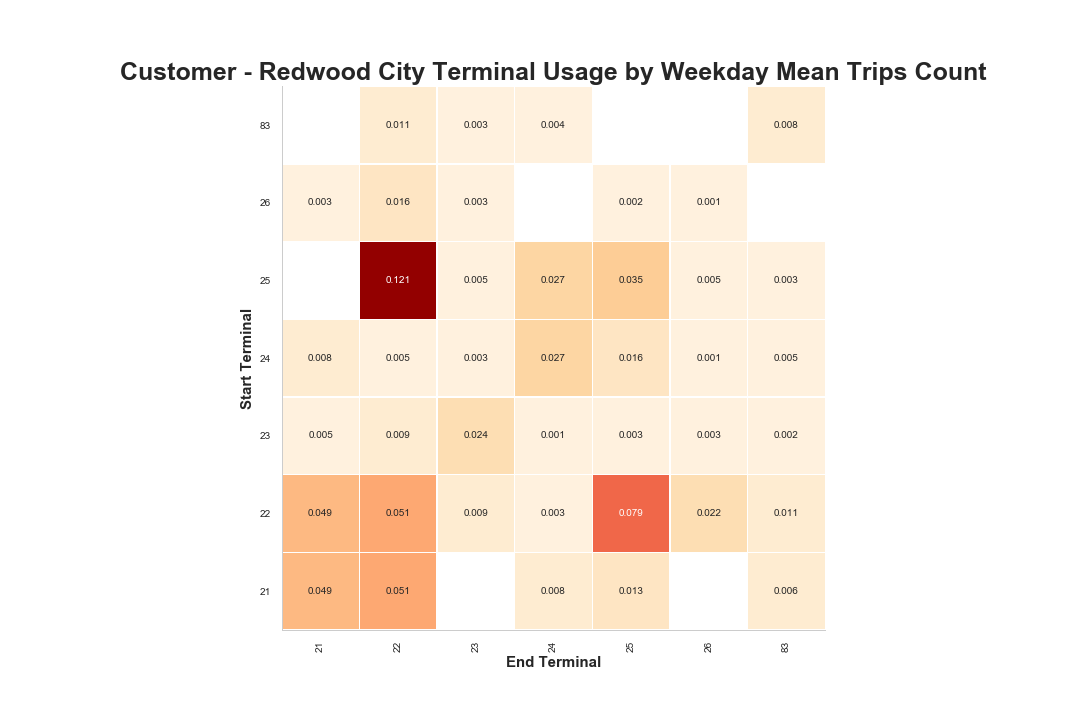 Customer - Redwood City Terminal Usage by Weekday Mean Trips Count
83 0.011 0.003 0.004 0.008
26 0.003 0.016 0.003 0.002 0.001
25 0.121 0.005 0.027 0.035 0.005 0.003
Start Terminal
24 0.008 0.005 0.003 0.027 0.016 0.001 0.005
23 0.005 0.009 0.024 0.001 0.003 0.003 0.002
22 0.049 0.051 0.009 0.003 0.079 0.022 0.011
21 0.049 0.051 0.008 0.013 0.006
21 22 23 24 25 26 83
End Terminal